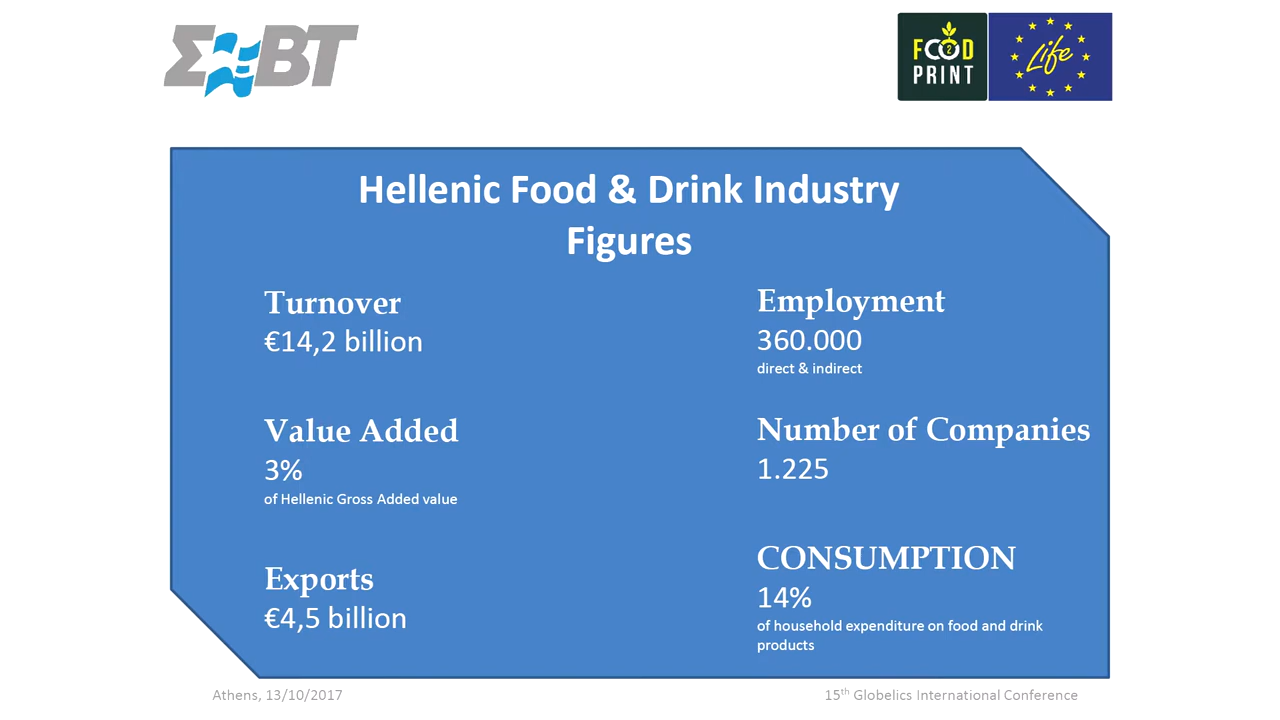 ΣΕΒΤ
FOOD
2
PRINT
Life
Hellenic Food & Drink Industry
Figures
Turnover
€14,2 billion
Value Added
3%
of Hellenic Gross Added value
Exports
€4,5 billion
Employment
360.000
direct & indirect
Number of Companies
1.225
CONSUMPTION
14%
of household expenditure on food and drink
products
Athens, 13/10/2017
15th Globelics International Conference